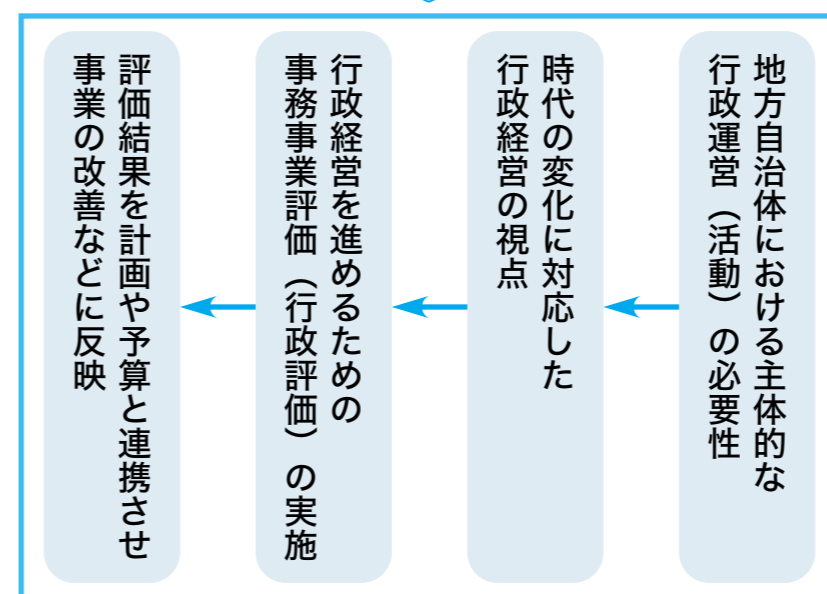 地方自治体における主体的な
行政運営（活動）の必要性
時代の変化に対応した
行政経営の視点
行政経営を進めるための
事務事業評価（行政評価）の実施
評価結果を計画や予算と連携させ
事業の改善などに反映